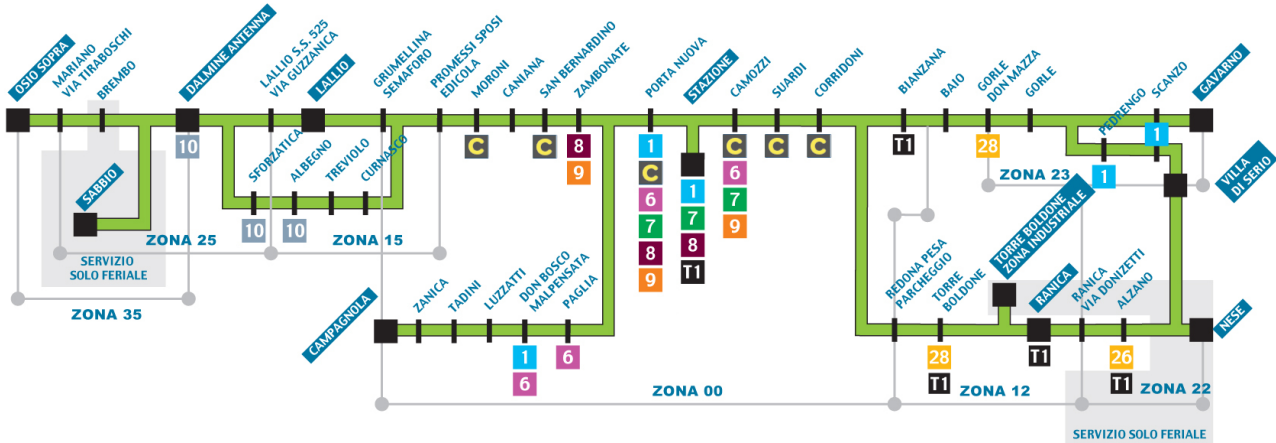 OSIO SOPRA
MARIANO
VIA TIRABOSCHI
BREMBO
DALMINE ANTENNA
LALLIO S.S. 525
VIA GUZZANICA
LALLIO
GRUMELLINA
SEMAFORO
PROMESSI SPOSI
EDICOLA
MORONI
CANIANA
SAN BERNARDINO
ZAMBONATE
PORTA NUOVA
STAZIONE
CAMOZZI
SUARDI
CORRIDONI
BIANZANA
BAIO
GORLE
DON MAZZA
GORLE
PEDRENGO
SCANZO
GAVARNO
10
C
C
8
9
1
C
6
7
8
9
1
7
8
T1
C
6
7
9
C
C
T1
28
1
1
SABBIO
SFORZATICA
ALBEGNO
TREVIOLO
CURNASCO
10
10
ZONA 23
VILLA
DI SERIO
ZONA 25
ZONA 15
SERVIZIO
SOLO FERIALE
ZONA 35
CAMPAGNOLA
ZANICA
TADINI
LUZZATTI
DON BOSCO
MALPENSATA
PAGLIA
1
6
6
REDONA PESA
PARCHEGGIO
TORRE
BOLDONE
TORRE BOLDONE
ZONA INDUSTRIALE
RANICA
RANICA
VIA DONIZETTI
ALZANO
NESE
28
T1
T1
26
T1
ZONA 00
ZONA 12
ZONA 22
SERVIZIO SOLO FERIALE